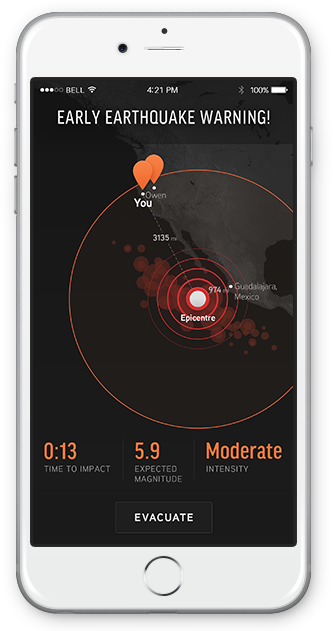 BELL 4:21 PM 100%
EARLY EARTHQUAKE WARNING!
Owen
You
3135 mi
974 mi Guadalajara,
Mexico
Epicentre
0:13 5.9 Moderate
TIME TO IMPACT EXPECTED INTENSITY
MAGNITUDE
EVACUATE